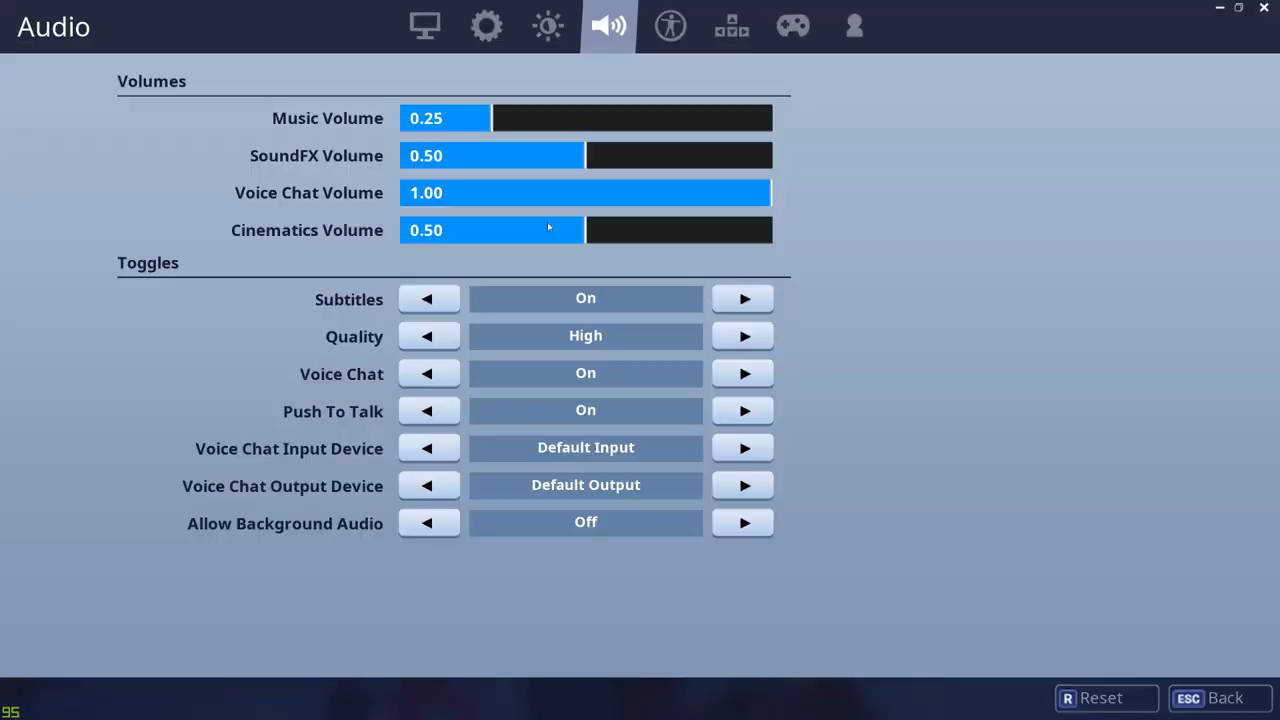 Audio
Volumes
Music Volume 0.25
SoundFX Volume 0.50
Voice Chat Volume 1.00
Cinematics Volume 0.50
Toggles
Subtitles On
Quality High
Voice Chat On
Push To Talk On
Voice Chat Input Device Default Input
Voice Chat Output Device Default Output
Allow Background Audio Off
R Reset ESC Back
95